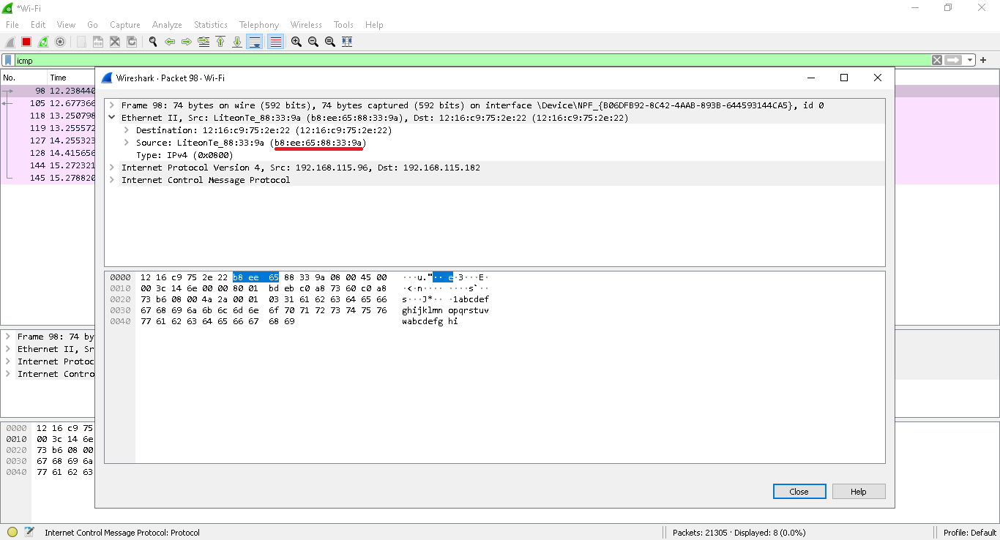 *Wi-Fi
File Edit View Go Capture Analyze Statistics Telephony Wireless Tools Help
icmp
No. Time
98 12.238440
105 12.677366
118 13.250798
119 13.255572
127 14.255323
128 14.415656
144 15.272321
145 15.278820
Wireshark · Packet 98 · Wi-Fi
Frame 98: 74 bytes on wire (592 bits), 74 bytes captured (592 bits) on interface \Device\NPF_{B06DFB92-8C42-4AAB-893B-644593144CA5}, id 0
Ethernet II, Src: LiteonTe_88:33:9a (b8:ee:65:88:33:9a), Dst: 12:16:c9:75:2e:22 (12:16:c9:75:2e:22)
Destination: 12:16:c9:75:2e:22 (12:16:c9:75:2e:22)
Source: LiteonTe_88:33:9a (b8:ee:65:88:33:9a)
Type: IPv4 (0x0800)
Internet Protocol Version 4, Src: 192.168.115.96, Dst: 192.168.115.182
Internet Control Message Protocol
0000 12 16 c9 75 2e 22 b8 ee 65 88 33 9a 08 00 45 00 ···u."·· e·3···E·
0010 00 3c 14 6e 00 00 80 01 bd eb c0 a8 73 60 c0 a8 ·<·n···· ····s`··
0020 73 b6 08 00 4a 2a 00 01 03 31 61 62 63 64 65 66 s···J*·· ·1abcdef
0030 67 68 69 6a 6b 6c 6d 6e 6f 70 71 72 73 74 75 76 ghijklmn opqrstuv
0040 77 61 62 63 64 65 66 67 68 69 wabcdefg hi
Close Help
Frame 98: 74 by
Ethernet II, Sr
Internet Protoc
Internet Contro
0000 12 16 c9 75
0010 00 3c 14 6e
0020 73 b6 08 00
0030 67 68 69 6a
0040 77 61 62 63
Internet Control Message Protocol: Protocol
Packets: 21305 · Displayed: 8 (0.0%)
Profile: Default